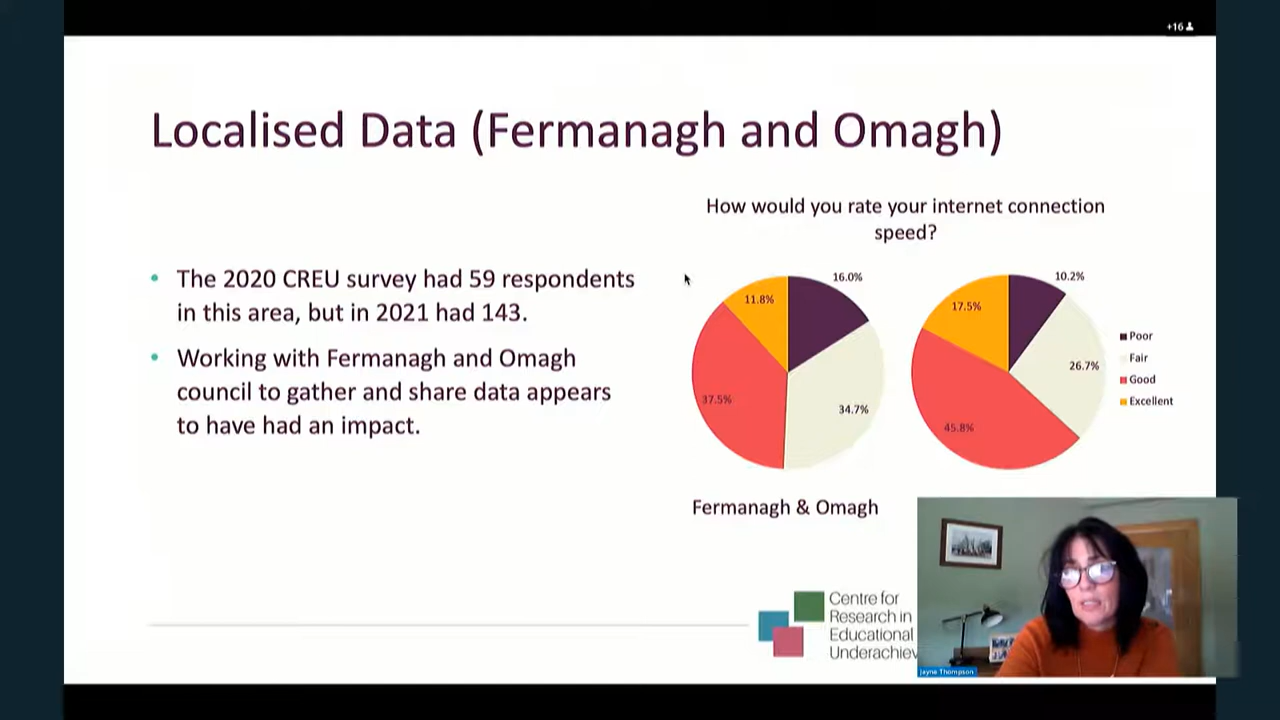 +16
Localised Data (Fermanagh and Omagh)
How would you rate your internet connection
speed?
• The 2020 CREU survey had 59 respondents
in this area, but in 2021 had 143.
• Working with Fermanagh and Omagh
council to gather and share data appears
to have had an impact.
16.0%
11.8%
37.5%
34.7%
10.2%
17.5%
26.7%
45.8%
Poor
Fair
Good
Excellent
Fermanagh & Omagh
Centre for
Research in
Educational
Underachiev
Jayne Thompson